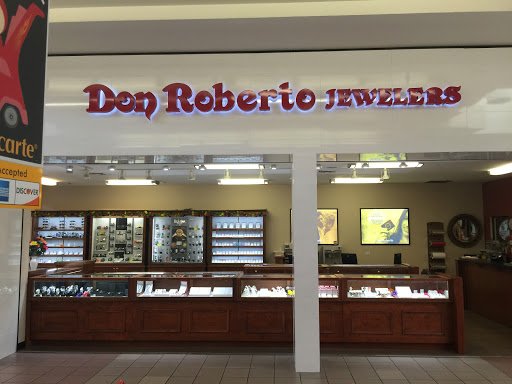 Don Roberto JEWELERS
carte®
Accepted
DISCOVER